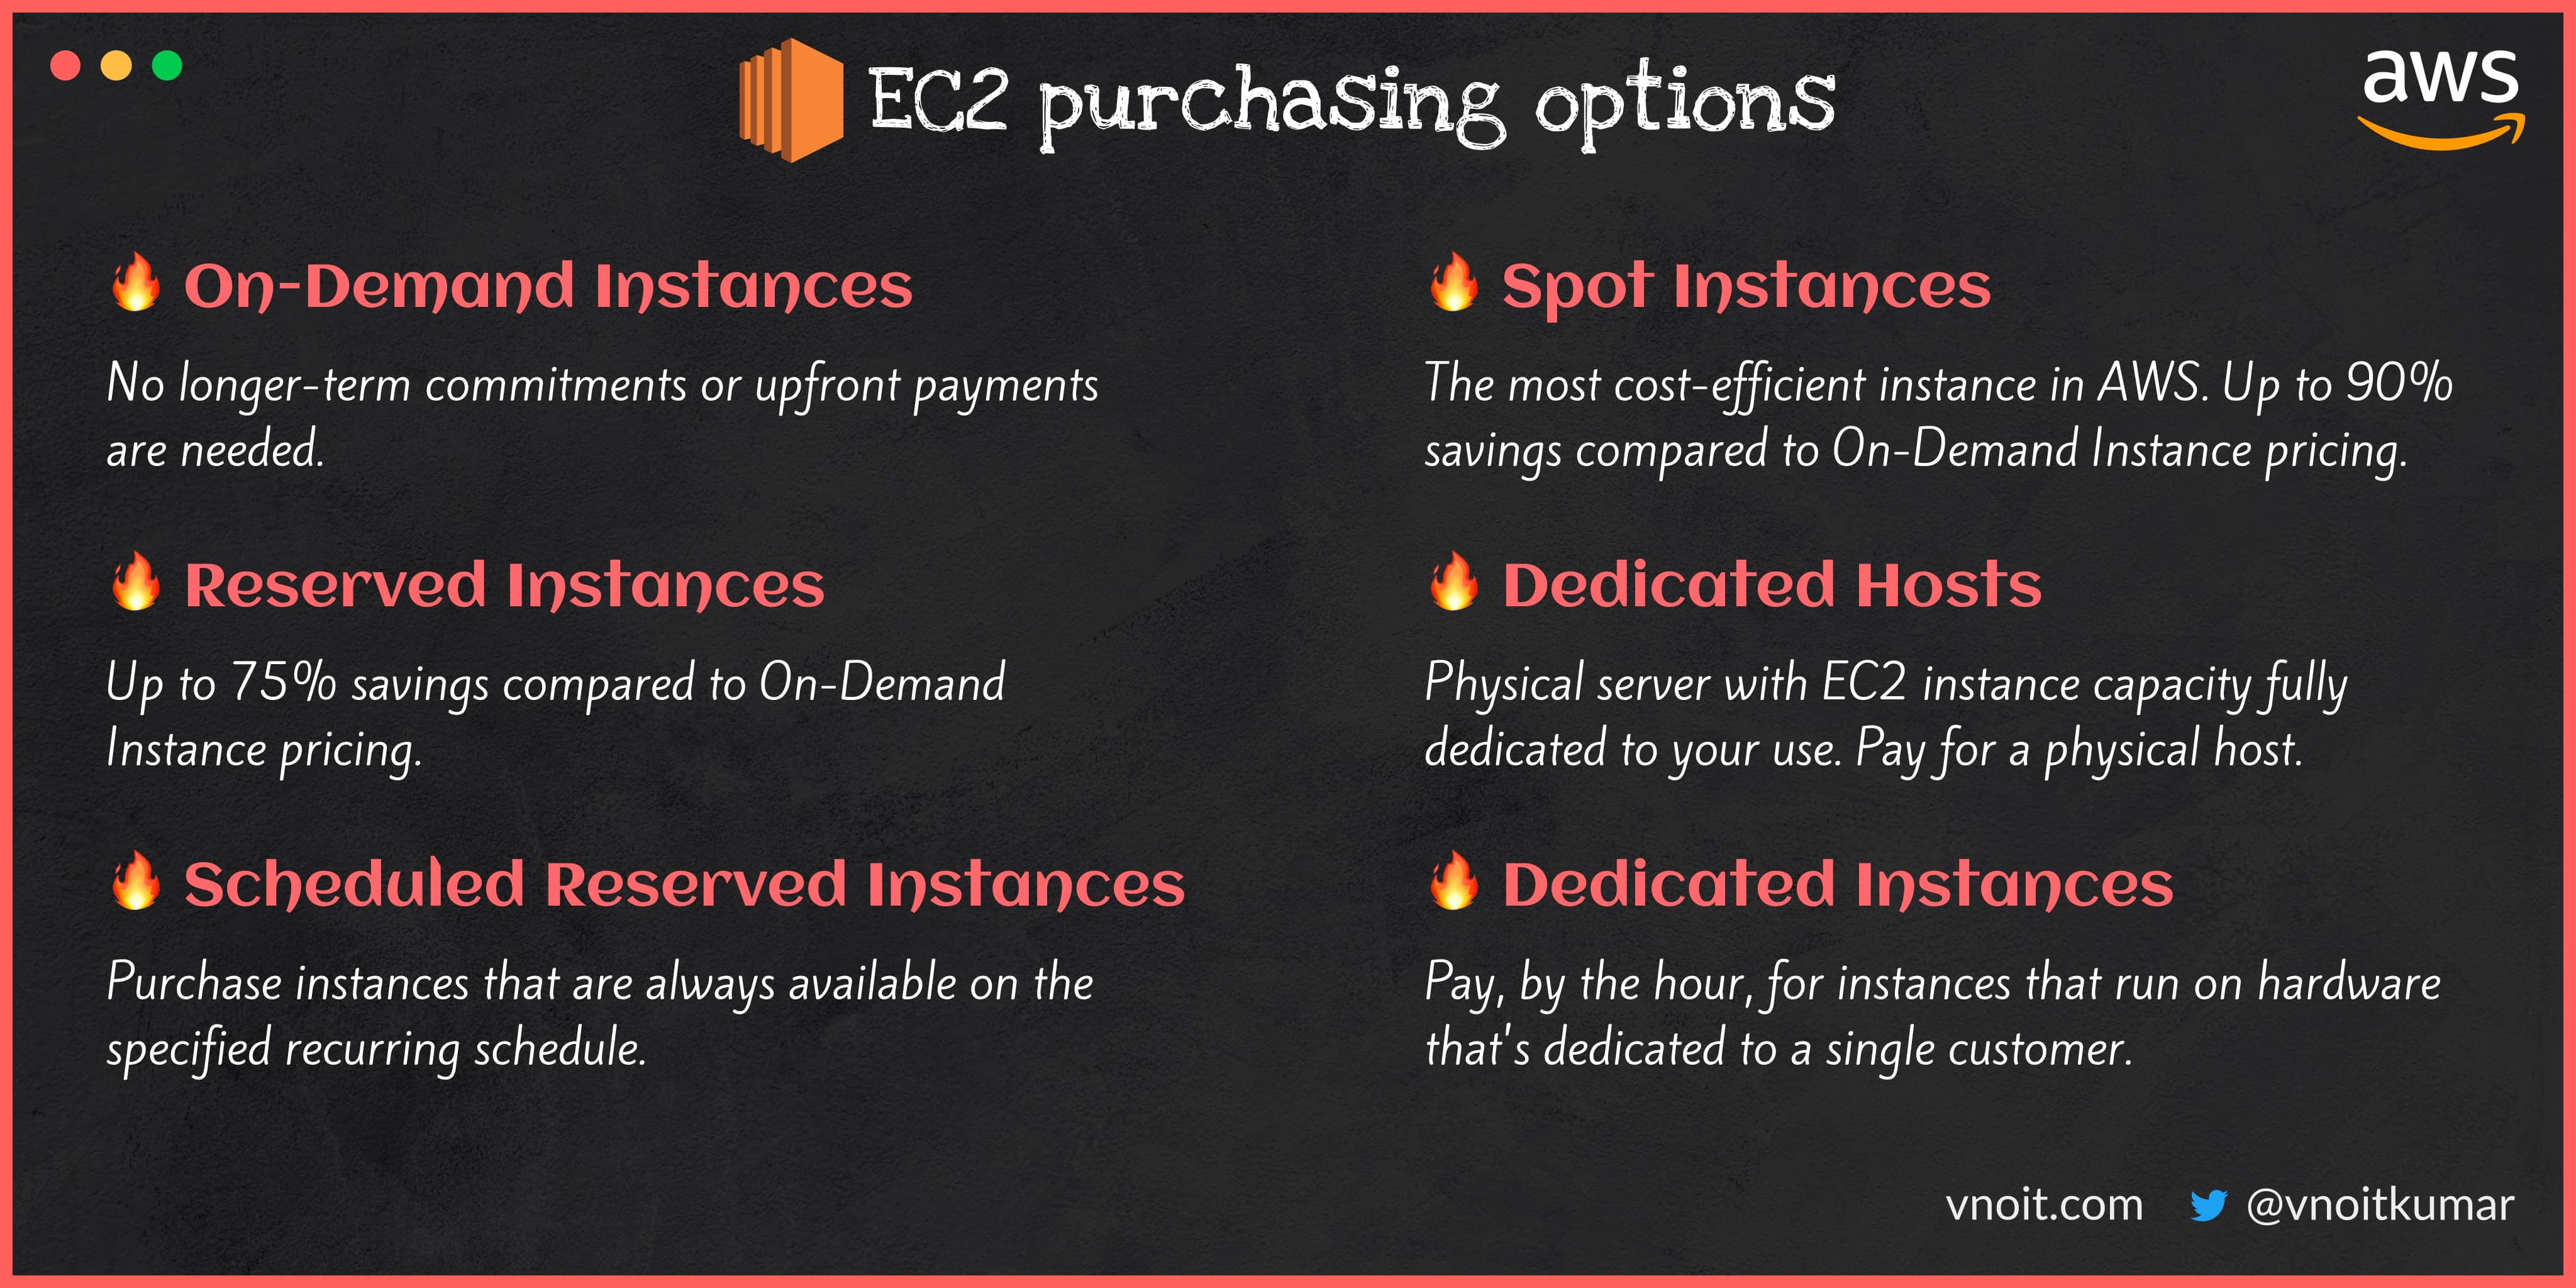 EC2 purchasing options
aws
On-Demand Instances
No longer-term commitments or upfront payments
are needed.
Reserved Instances
Up to 75% savings compared to On-Demand
Instance pricing.
Scheduled Reserved Instances
Purchase instances that are always available on the
specified recurring schedule.
Spot Instances
The most cost-efficient instance in AWS. Up to 90%
savings compared to On-Demand Instance pricing.
Dedicated Hosts
Physical server with EC2 instance capacity fully
dedicated to your use. Pay for a physical host.
Dedicated Instances
Pay, by the hour, for instances that run on hardware
that's dedicated to a single customer.
vnoit.com @vnoitkumar